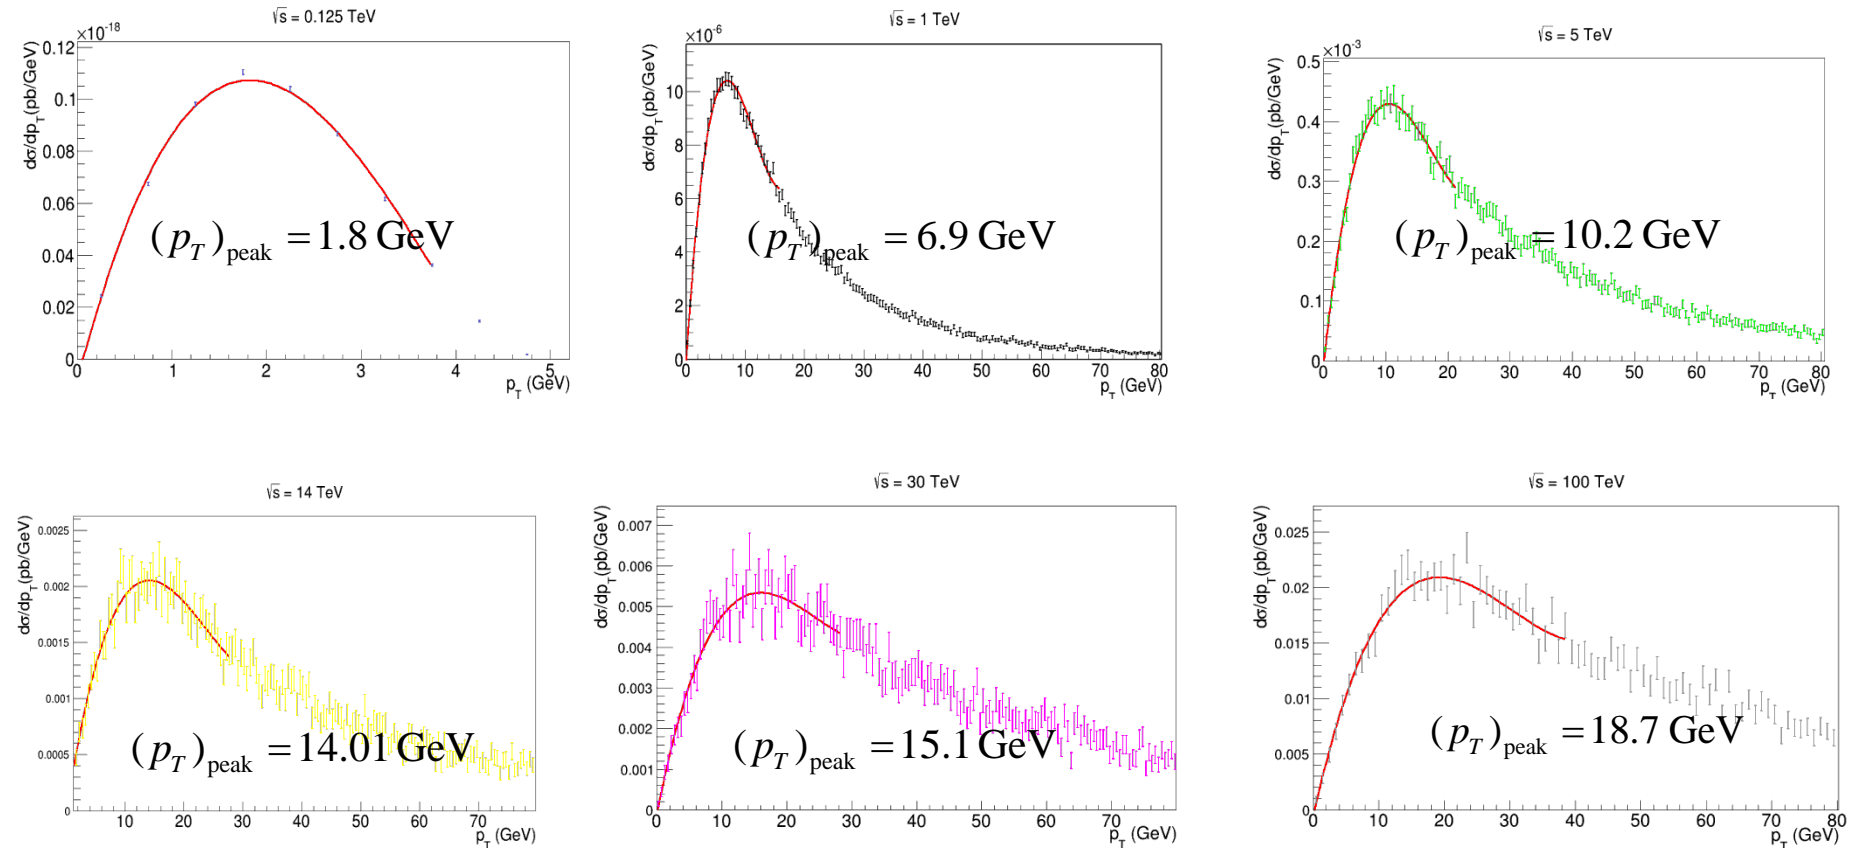 √s = 0.125 TeV
×10⁻¹⁸
dσ/dp_T(pb/GeV)
0.12
0.1
0.08
0.06
0.04
0.02
0
(p_T)_peak = 1.8 GeV
0 1 2 3 4 5
p_T (GeV)
√s = 1 TeV
×10⁻⁶
dσ/dp_T(pb/GeV)
10
8
6
4
2
0
(p_T)_peak = 6.9 GeV
0 10 20 30 40 50 60 70 80
p_T (GeV)
√s = 5 TeV
×10⁻³
dσ/dp_T(pb/GeV)
0.5
0.4
0.3
0.2
0.1
0
(p_T)_peak = 10.2 GeV
0 10 20 30 40 50 60 70 80
p_T (GeV)
√s = 14 TeV
dσ/dp_T(pb/GeV)
0.0025
0.002
0.0015
0.001
0.0005
0
(p_T)_peak = 14.01 GeV
10 20 30 40 50 60 70
p_T (GeV)
√s = 30 TeV
dσ/dp_T(pb/GeV)
0.007
0.006
0.005
0.004
0.003
0.002
0.001
0
(p_T)_peak = 15.1 GeV
0 10 20 30 40 50 60 70
p_T (GeV)
√s = 100 TeV
dσ/dp_T(pb/GeV)
0.025
0.02
0.015
0.01
0.005
0
(p_T)_peak = 18.7 GeV
0 10 20 30 40 50 60 70 80
p_T (GeV)